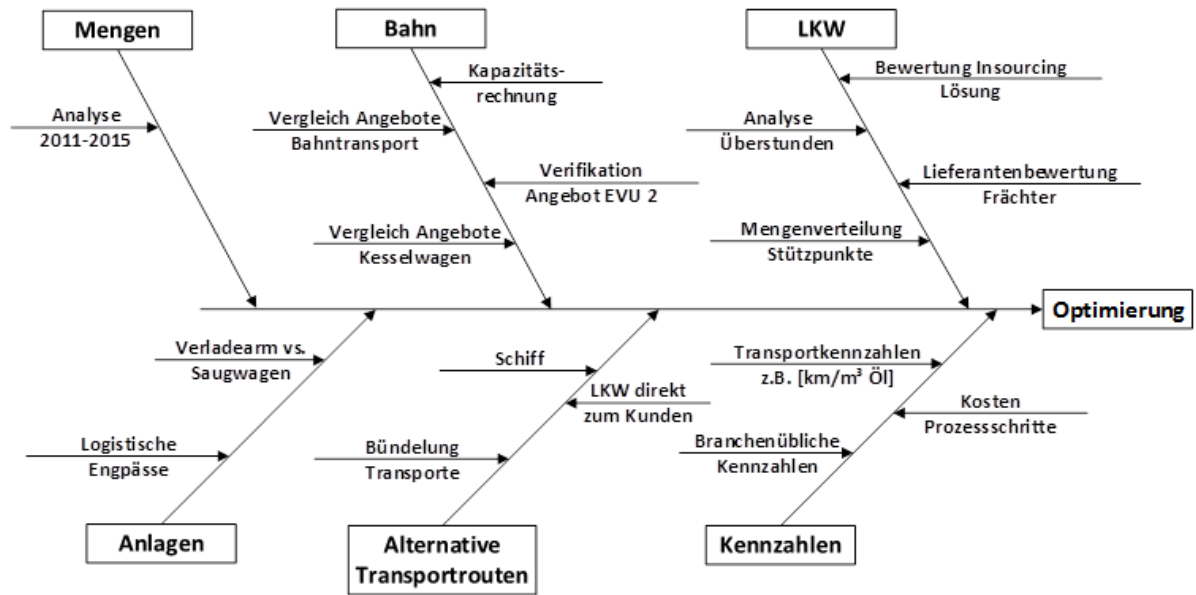 Mengen
Bahn
LKW
Kapazitäts-
rechnung
Bewertung Insourcing
Lösung
Analyse
2011-2015
Vergleich Angebote
Bahntransport
Analyse
Überstunden
Verifikation
Angebot EVU 2
Lieferantenbewertung
Frächter
Vergleich Angebote
Kesselwagen
Mengenverteilung
Stützpunkte
Optimierung
Verladearm vs.
Saugwagen
Schiff
Transportkennzahlen
z.B. [km/m³ Öl]
LKW direkt
zum Kunden
Kosten
Prozessschritte
Logistische
Engpässe
Bündelung
Transporte
Branchenübliche
Kennzahlen
Anlagen
Alternative
Transportrouten
Kennzahlen